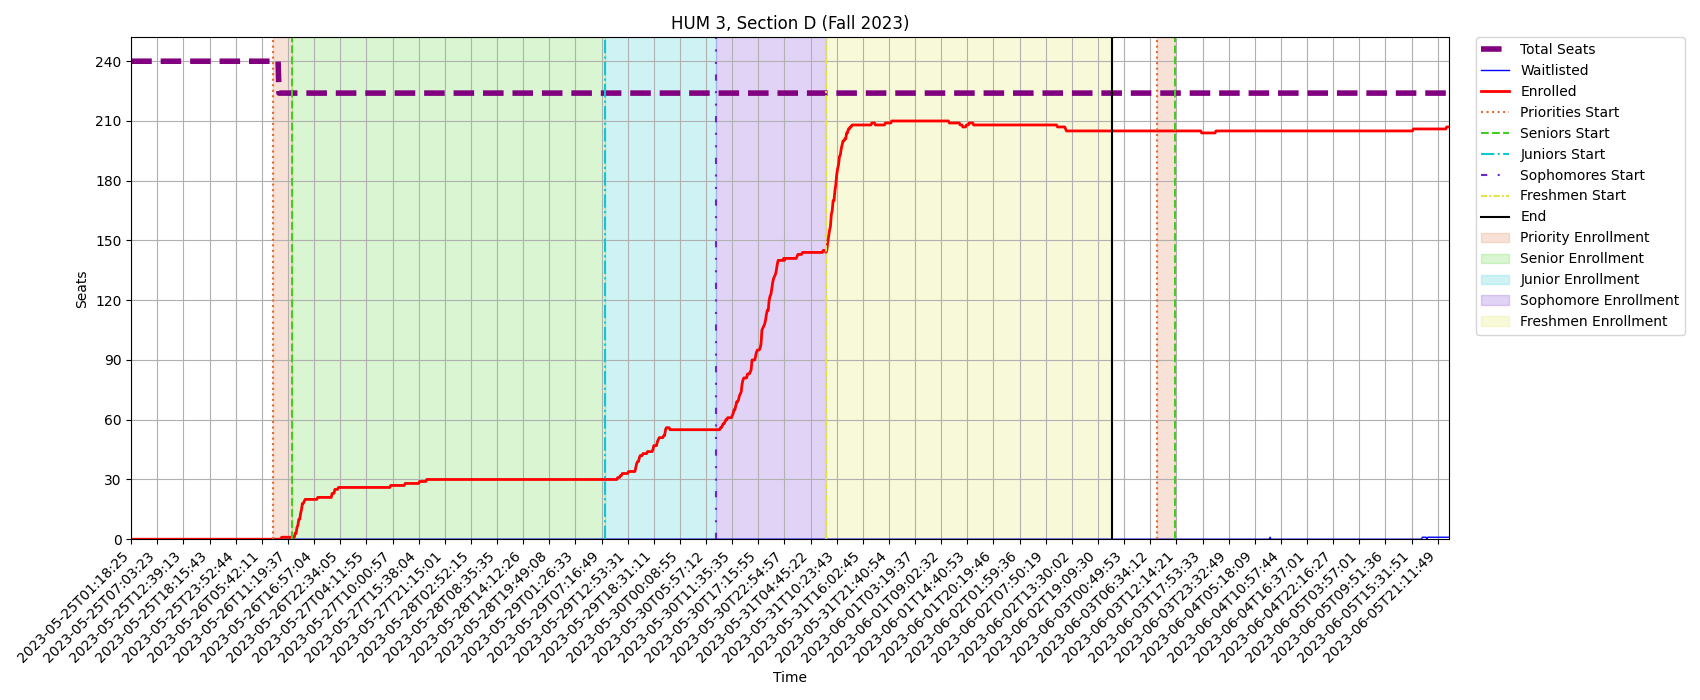 HUM 3, Section D (Fall 2023)
Total Seats
Waitlisted
Enrolled
Priorities Start
Seniors Start
Juniors Start
Sophomores Start
Freshmen Start
End
Priority Enrollment
Senior Enrollment
Junior Enrollment
Sophomore Enrollment
Freshmen Enrollment
Seats
240
210
180
150
120
90
60
30
0
2023-05-25T01:18:25
2023-05-25T07:03:23
2023-05-25T12:39:13
2023-05-25T18:15:43
2023-05-25T23:52:44
2023-05-26T05:42:11
2023-05-26T11:19:37
2023-05-26T16:57:04
2023-05-26T22:34:05
2023-05-27T04:11:55
2023-05-27T10:00:57
2023-05-27T15:38:04
2023-05-27T21:15:01
2023-05-28T02:52:15
2023-05-28T08:35:35
2023-05-28T14:12:26
2023-05-28T19:49:08
2023-05-29T01:26:33
2023-05-29T07:16:49
2023-05-29T12:53:31
2023-05-29T18:31:11
2023-05-30T00:08:55
2023-05-30T05:57:12
2023-05-30T11:35:35
2023-05-30T17:15:55
2023-05-30T22:54:57
2023-05-31T04:45:22
2023-05-31T10:23:43
2023-05-31T16:02:45
2023-05-31T21:40:54
2023-06-01T03:19:37
2023-06-01T09:02:32
2023-06-01T14:40:53
2023-06-01T20:19:46
2023-06-02T01:59:36
2023-06-02T07:50:19
2023-06-02T13:30:02
2023-06-02T19:09:30
2023-06-03T00:49:53
2023-06-03T06:34:12
2023-06-03T12:14:21
2023-06-03T17:53:33
2023-06-03T23:32:49
2023-06-04T05:18:09
2023-06-04T10:57:44
2023-06-04T16:37:01
2023-06-04T22:16:27
2023-06-05T03:57:01
2023-06-05T09:51:36
2023-06-05T15:31:51
2023-06-05T21:11:49
Time